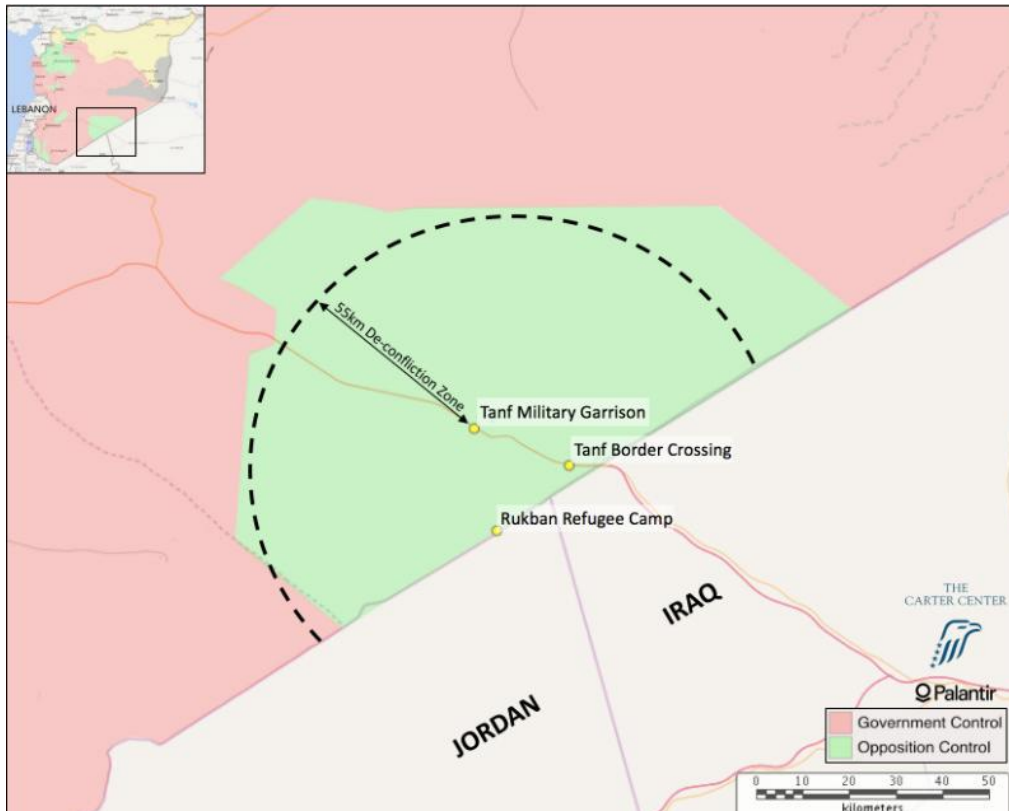 LEBANON
55km De-confliction Zone
Tanf Military Garrison
Tanf Border Crossing
Rukban Refugee Camp
IRAQ
JORDAN
THE
CARTER CENTER
Palantir
Government Control
Opposition Control
0 10 20 30 40 50
kilometers